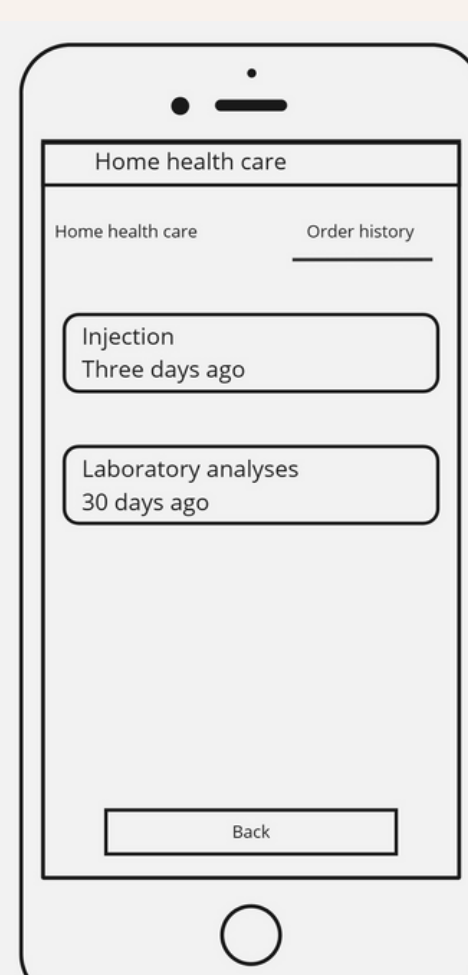 Home health care
Home health care
Order history
Injection
Three days ago
Laboratory analyses
30 days ago
Back